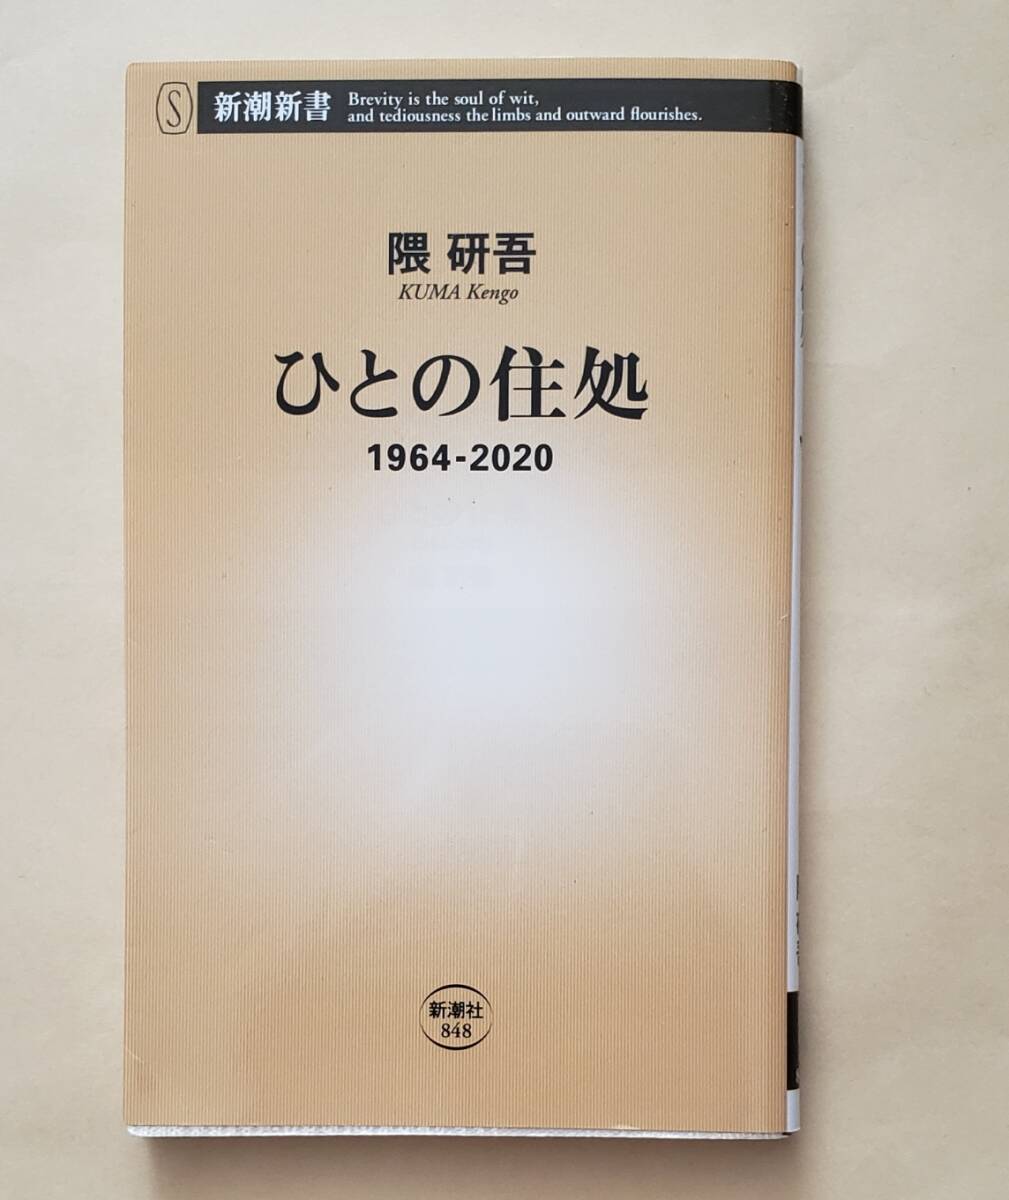 S
新潮新書
Brevity is the soul of wit,
and tediousness the limbs and outward flourishes.
隈 研吾
KUMA Kengo
ひとの住処
1964-2020
新潮社
848